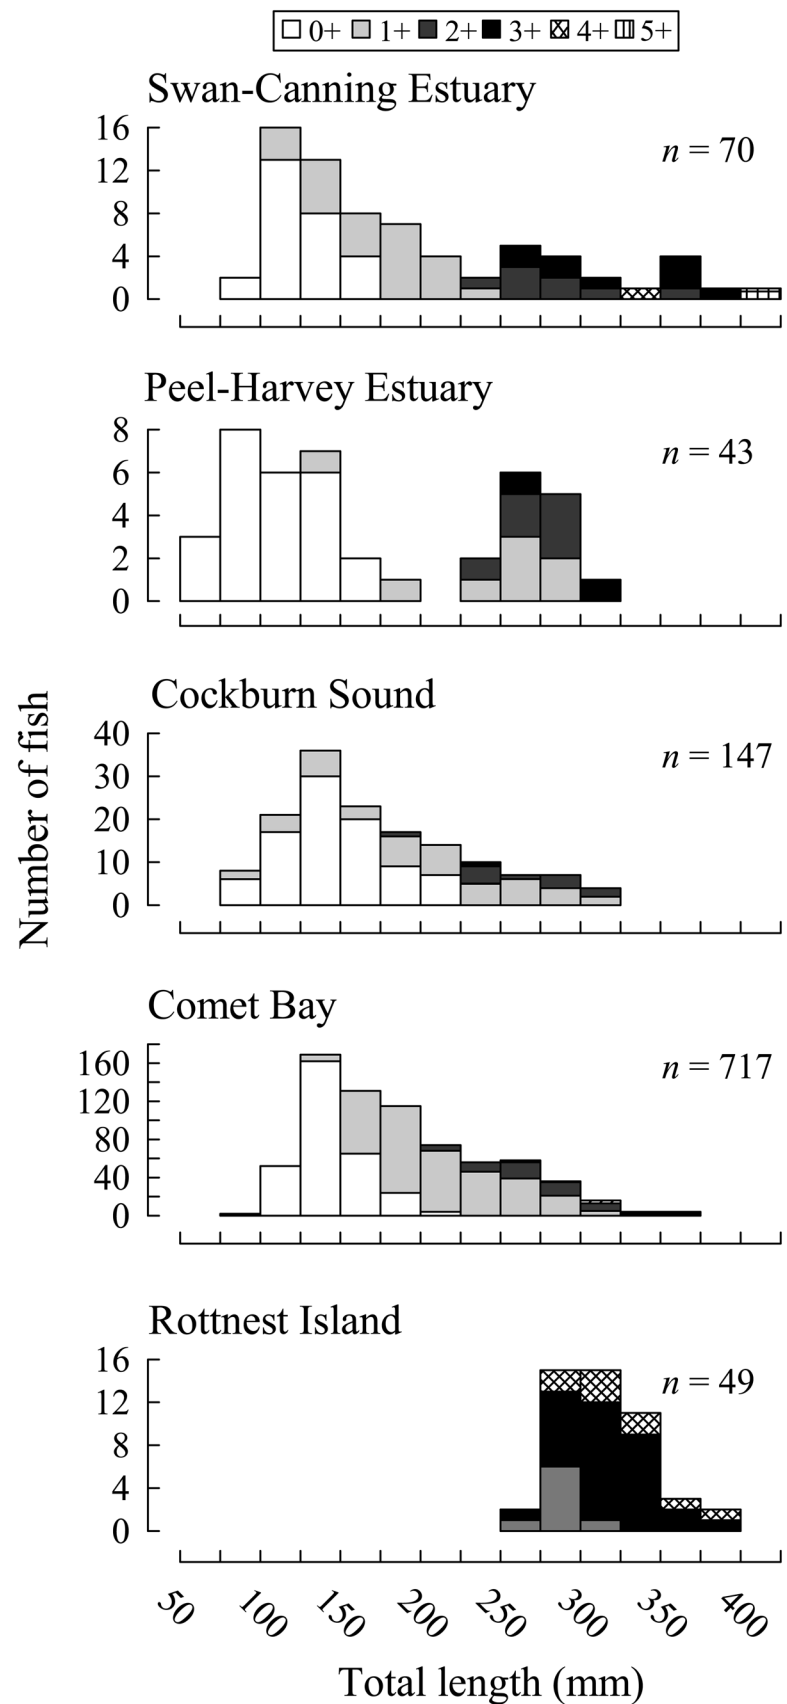 0+ 1+ 2+ 3+ 4+ 5+
Swan-Canning Estuary
n = 70
16
12
8
4
0
Peel-Harvey Estuary
n = 43
8
6
4
2
0
Cockburn Sound
n = 147
40
30
20
10
0
Number of fish
Comet Bay
n = 717
160
120
80
40
0
Rottnest Island
n = 49
16
12
8
4
0
50 100 150 200 250 300 350 400
Total length (mm)